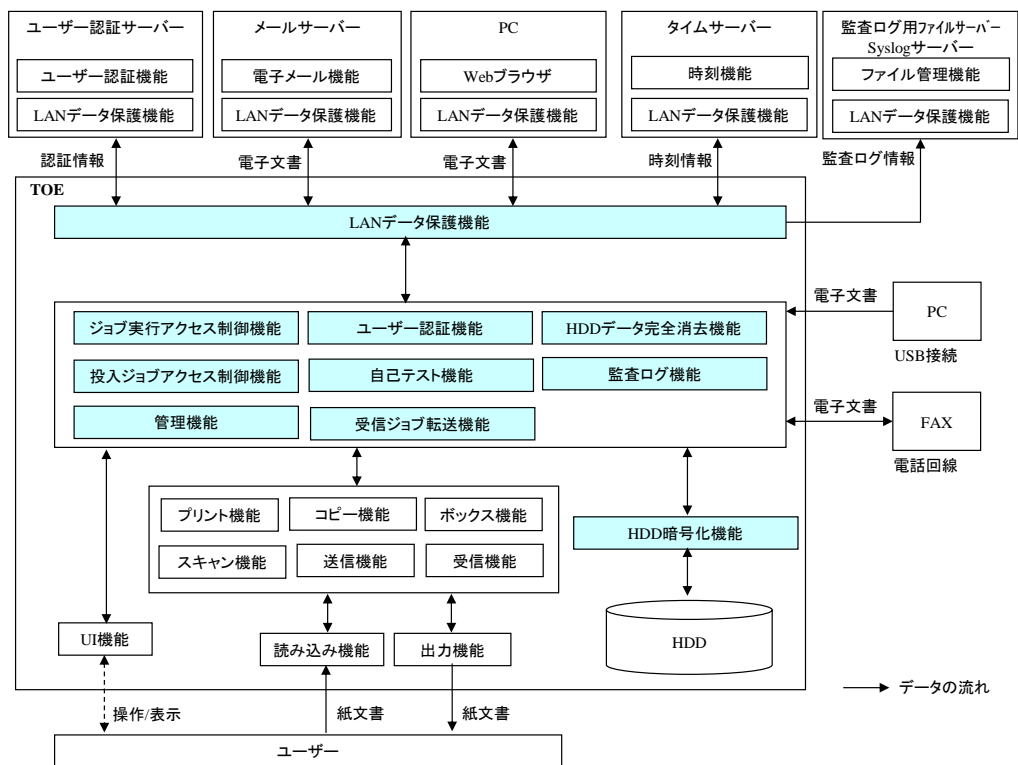 ユーザー認証サーバー
ユーザー認証機能
LANデータ保護機能
メールサーバー
電子メール機能
LANデータ保護機能
PC
Webブラウザ
LANデータ保護機能
タイムサーバー
時刻機能
LANデータ保護機能
監査ログ用ファイルサーバー
Syslogサーバー
ファイル管理機能
LANデータ保護機能
認証情報
電子文書
電子文書
時刻情報
監査ログ情報
TOE
LANデータ保護機能
ジョブ実行アクセス制御機能
ユーザー認証機能
HDDデータ完全消去機能
投入ジョブアクセス制御機能
自己テスト機能
監査ログ機能
管理機能
受信ジョブ転送機能
電子文書
PC
USB接続
電子文書
FAX
電話回線
プリント機能
コピー機能
ボックス機能
スキャン機能
送信機能
受信機能
HDD暗号化機能
HDD
UI機能
読み込み機能
出力機能
データの流れ
操作/表示
紙文書
紙文書
ユーザー